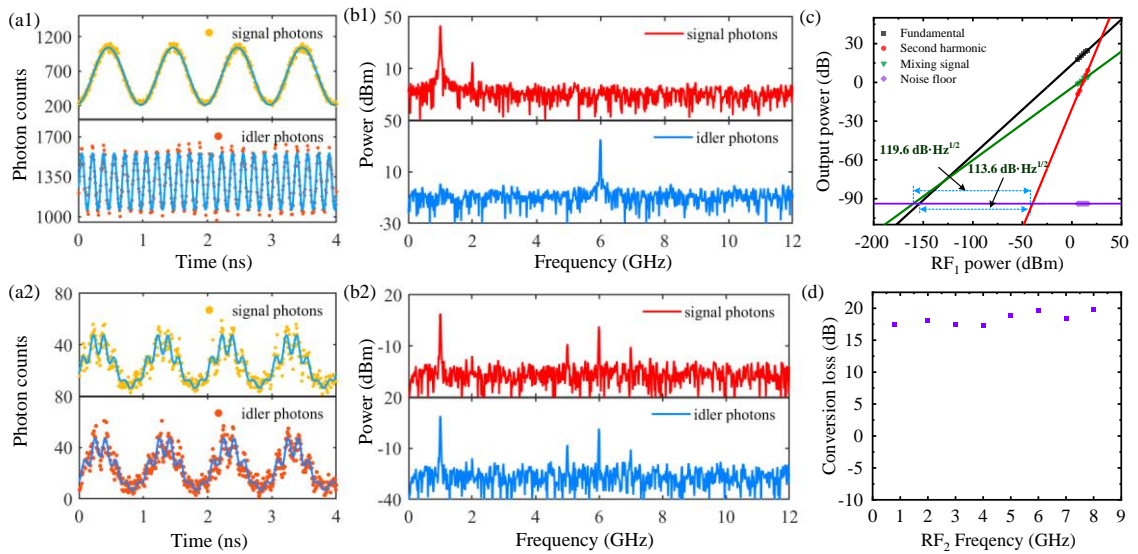 (a1)
1200
1000
700
200
signal photons
1700
1300
1000
idler photons
0 1 2 3 4
Photon counts
Time (ns)
(b1)
50
10
signal photons
50
10
-30
idler photons
0 2 4 6 8 10 12
Power (dBm)
Frequency (GHz)
(c)
30
0
-30
-60
-90
Fundamental
Second harmonic
Mixing signal
Noise floor
119.6 dB·Hz1/2
113.6 dB·Hz1/2
-200 -150 -100 -50 0 50
Output power (dB)
RF1 power (dBm)
(a2)
80
40
signal photons
80
40
0
idler photons
0 1 2 3 4
Photon counts
Time (ns)
(b2)
20
-10
signal photons
20
-10
-40
idler photons
0 2 4 6 8 10 12
Power (dBm)
Frequency (GHz)
(d)
20
15
10
5
0
-5
-10
0 1 2 3 4 5 6 7 8 9
Conversion loss (dB)
RF2 Freqency (GHz)